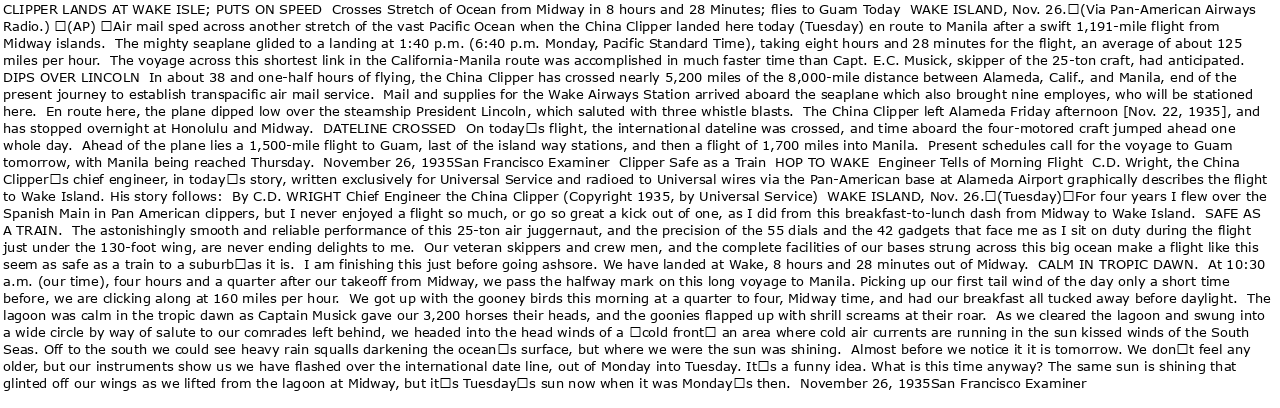 CLIPPER LANDS AT WAKE ISLE; PUTS ON SPEED  Crosses Stretch of Ocean from Midway in 8 hours and 28 Minutes; flies to Guam Today  WAKE ISLAND, Nov. 26.□(Via Pan-American Airways
Radio.) □(AP) □Air mail sped across another stretch of the vast Pacific Ocean when the China Clipper landed here today (Tuesday) en route to Manila after a swift 1,191-mile flight from
Midway islands.  The mighty seaplane glided to a landing at 1:40 p.m. (6:40 p.m. Monday, Pacific Standard Time), taking eight hours and 28 minutes for the flight, an average of about 125
miles per hour.  The voyage across this shortest link in the California-Manila route was accomplished in much faster time than Capt. E.C. Musick, skipper of the 25-ton craft, had anticipated.
DIPS OVER LINCOLN  In about 38 and one-half hours of flying, the China Clipper has crossed nearly 5,200 miles of the 8,000-mile distance between Alameda, Calif., and Manila, end of the
present journey to establish transpacific air mail service.  Mail and supplies for the Wake Airways Station arrived aboard the seaplane which also brought nine employes, who will be stationed
here.  En route here, the plane dipped low over the steamship President Lincoln, which saluted with three whistle blasts.  The China Clipper left Alameda Friday afternoon [Nov. 22, 1935], and
has stopped overnight at Honolulu and Midway.  DATELINE CROSSED  On today□s flight, the international dateline was crossed, and time aboard the four-motored craft jumped ahead one
whole day.  Ahead of the plane lies a 1,500-mile flight to Guam, last of the island way stations, and then a flight of 1,700 miles into Manila.  Present schedules call for the voyage to Guam
tomorrow, with Manila being reached Thursday.  November 26, 1935San Francisco Examiner  Clipper Safe as a Train  HOP TO WAKE  Engineer Tells of Morning Flight  C.D. Wright, the China
Clipper□s chief engineer, in today□s story, written exclusively for Universal Service and radioed to Universal wires via the Pan-American base at Alameda Airport graphically describes the flight
to Wake Island. His story follows:  By C.D. WRIGHT Chief Engineer the China Clipper (Copyright 1935, by Universal Service)  WAKE ISLAND, Nov. 26.□(Tuesday)□For four years I flew over the
Spanish Main in Pan American clippers, but I never enjoyed a flight so much, or go so great a kick out of one, as I did from this breakfast-to-lunch dash from Midway to Wake Island.  SAFE AS
A TRAIN.  The astonishingly smooth and reliable performance of this 25-ton air juggernaut, and the precision of the 55 dials and the 42 gadgets that face me as I sit on duty during the flight
just under the 130-foot wing, are never ending delights to me.  Our veteran skippers and crew men, and the complete facilities of our bases strung across this big ocean make a flight like this
seem as safe as a train to a suburb□as it is.  I am finishing this just before going ashore. We have landed at Wake, 8 hours and 28 minutes out of Midway.  CALM IN TROPIC DAWN.  At 10:30
a.m. (our time), four hours and a quarter after our takeoff from Midway, we pass the halfway mark on this long voyage to Manila. Picking up our first tail wind of the day only a short time
before, we are clicking along at 160 miles per hour.  We got up with the gooney birds this morning at a quarter to four, Midway time, and had our breakfast all tucked away before daylight.  The
lagoon was calm in the tropic dawn as Captain Musick gave our 3,200 horses their heads, and the goonies flapped up with shrill screams at their roar.  As we cleared the lagoon and swung into
a wide circle by way of salute to our comrades left behind, we headed into the head winds of a □cold front□ an area where cold air currents are running in the sun kissed winds of the South
Seas. Off to the south we could see heavy rain squalls darkening the ocean□s surface, but where we were the sun was shining.  Almost before we notice it it is tomorrow. We don□t feel any
older, but our instruments show us we have flashed over the international date line, out of Monday into Tuesday. It□s a funny idea. What is this time anyway? The same sun is shining that
glinted off our wings as we lifted from the lagoon at Midway, but it□s Tuesday□s sun now when it was Monday□s then.  November 26, 1935San Francisco Examiner